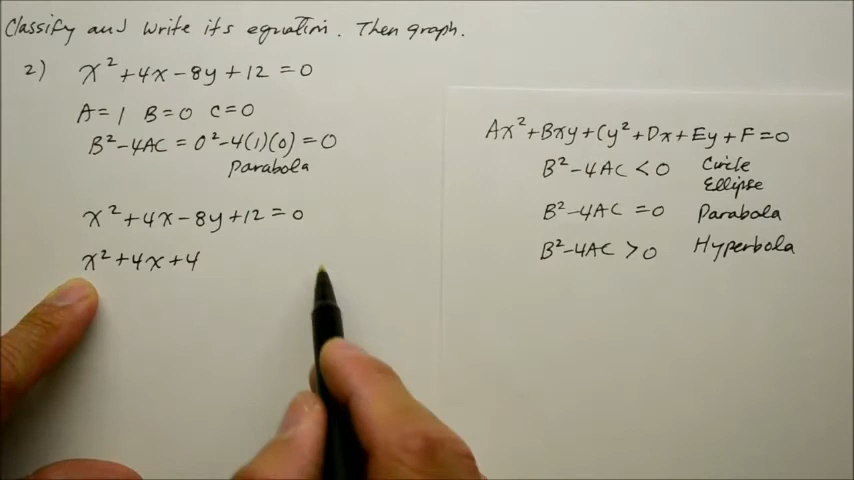 Classify and write its equation. Then graph.
2) x² + 4x - 8y + 12 = 0
A = 1 B = 0 C = 0
B² - 4AC = 0² - 4(1)(0) = 0
Parabola
x² + 4x - 8y + 12 = 0
x² + 4x + 4
Ax² + Bxy + Cy² + Dx + Ey + F = 0
B² - 4AC < 0 Circle
Ellipse
B² - 4AC = 0 Parabola
B² - 4AC > 0 Hyperbola